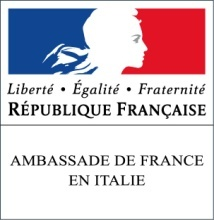 Liberté • Égalité • Fraternité
RÉPUBLIQUE FRANÇAISE
AMBASSADE DE FRANCE
EN ITALIE